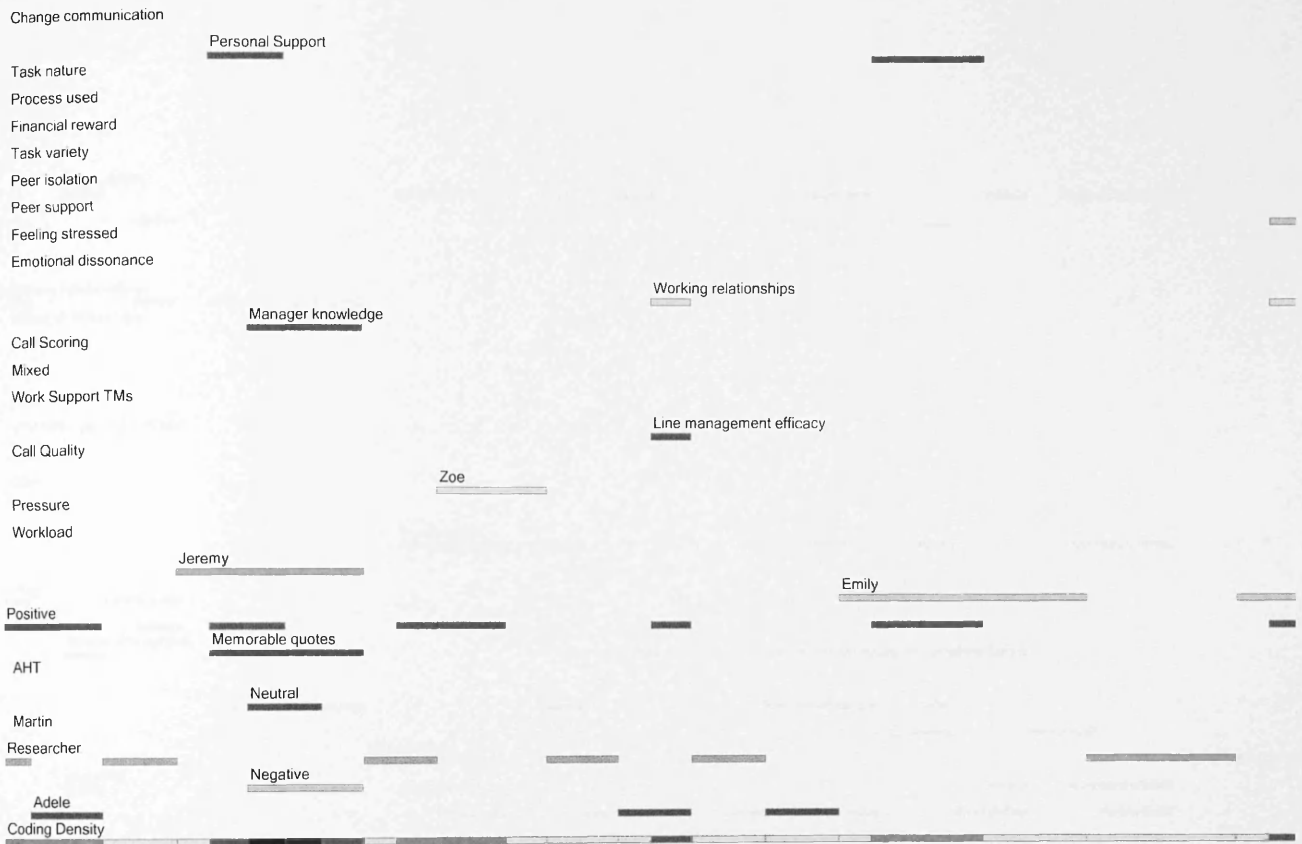 Change communication
Personal Support
Task nature
Process used
Financial reward
Task variety
Peer isolation
Peer support
Feeling stressed
Emotional dissonance
Working relationships
Manager knowledge
Call Scoring
Mixed
Work Support TMs
Line management efficacy
Call Quality
Zoe
Pressure
Workload
Jeremy
Emily
Positive
Memorable quotes
AHT
Neutral
Martin
Researcher
Negative
Adele
Coding Density